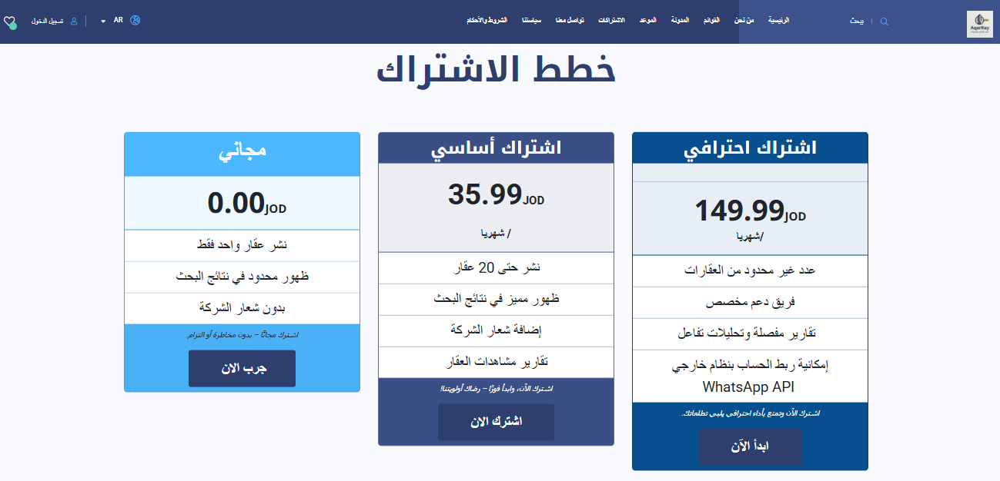 AqarKey
يبحث
الرئيسية
من نحن
القوائم
المدونة
الموعد
الاشتراكات
تواصل معنا
سياستنا
الشروط والأحكام
AR
تسجيل الدخول
خطط الاشتراك
اشتراك احترافي
149.99JOD
/شهريا
عدد غير محدود من العقارات
فريق دعم مخصص
تقارير مفصلة وتحليلات تفاعل
إمكانية ربط الحساب بنظام خارجي
WhatsApp API
اشترك الآن وتمتع بأداء احترافي يلبي تطلعاتك.
ابدأ الآن
اشتراك أساسي
35.99JOD
/ شهريا
نشر حتى 20 عقار
ظهور مميز في نتائج البحث
إضافة شعار الشركة
تقارير مشاهدات العقار
اشترك الآن، وابدأ فورًا – رضاك أولويتنا!
اشترك الان
مجاني
0.00JOD
نشر عقار واحد فقط
ظهور محدود في نتائج البحث
بدون شعار الشركة
اشترك مجانًا – بدون مخاطرة أو التزام.
جرب الان